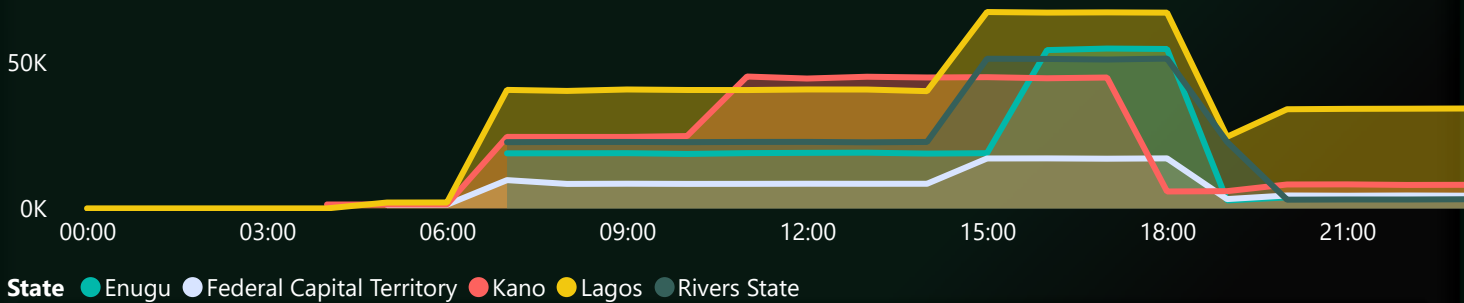 50K
0K
00:00 03:00 06:00 09:00 12:00 15:00 18:00 21:00
State Enugu Federal Capital Territory Kano Lagos Rivers State